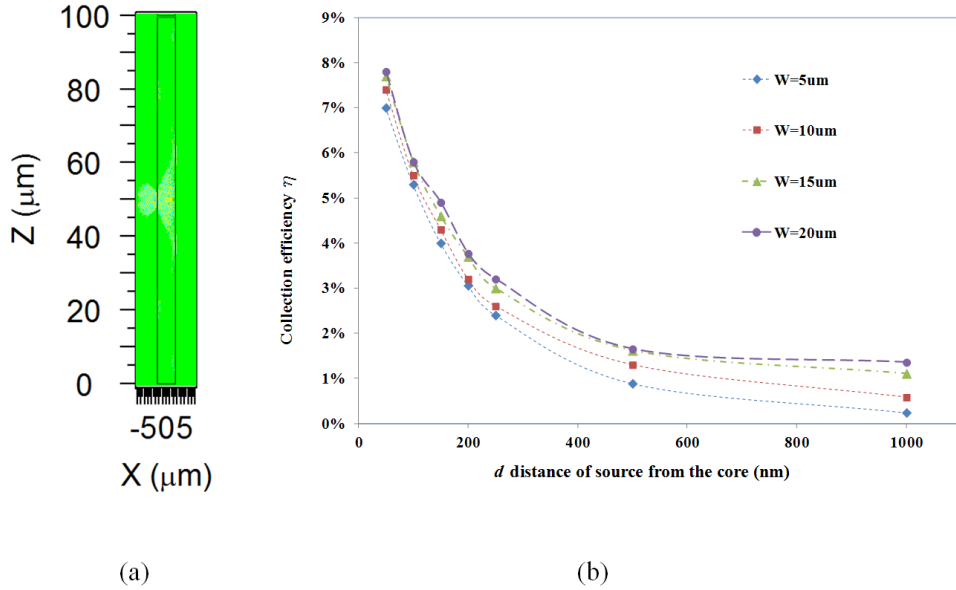 100
80
60
40
20
0
Z (μm)
-505
X (μm)
(a)
9%
8%
7%
6%
5%
4%
3%
2%
1%
0%
Collection efficiency η
0
200
400
600
800
1000
d distance of source from the core (nm)
W=5um
W=10um
W=15um
W=20um
(b)